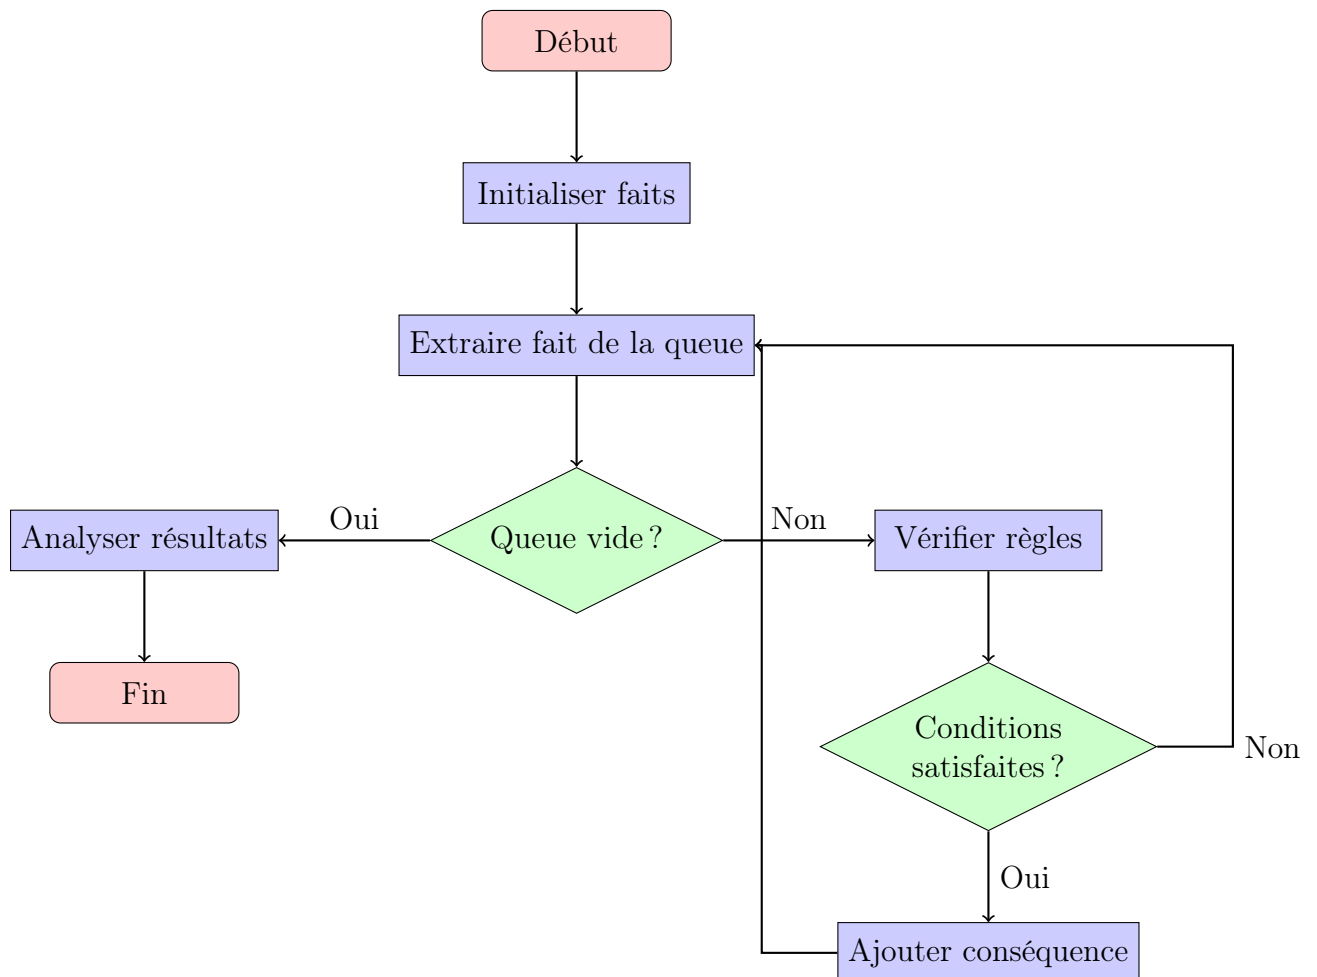 Début
Initialiser faits
Extraire fait de la queue
Oui
Non
Analyser résultats
Queue vide ?
Vérifier règles
Fin
Conditions
satisfaites ?
Non
Oui
Ajouter conséquence